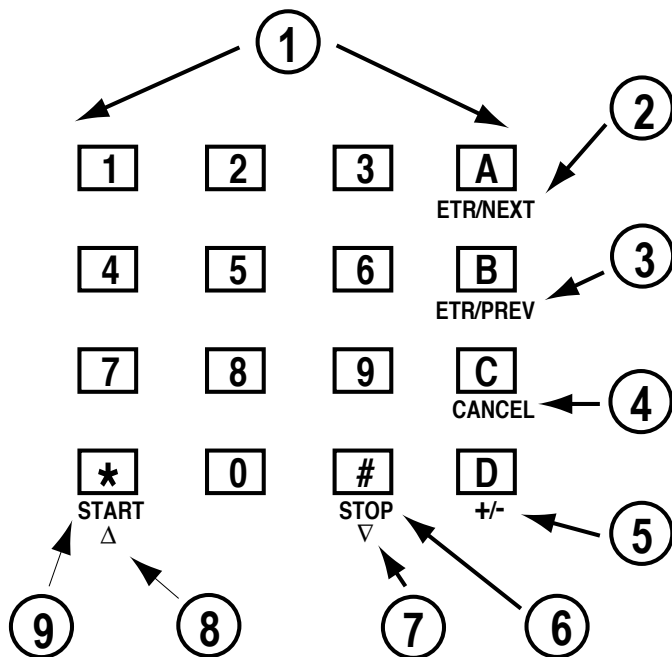 1
2
1 2 3 A
ETR/NEXT
3
4 5 6 B
ETR/PREV
7 8 9 C
CANCEL
4
* 0 # D
START STOP +/-
Δ ∇
5
9 8 7 6